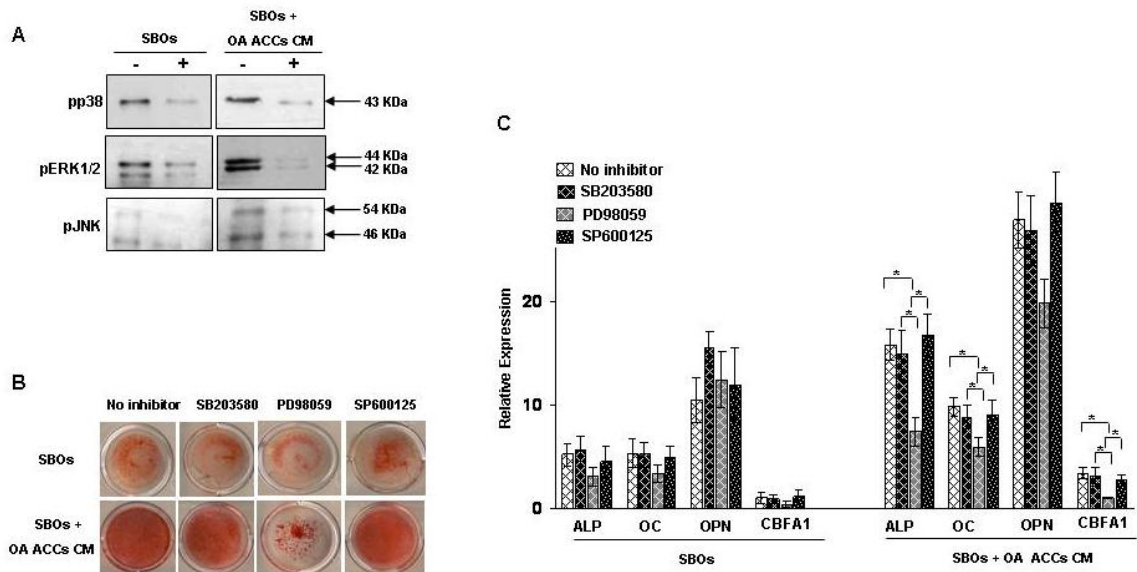 A
SBOs
SBOs +
OA ACCs CM
- + - +
pp38
43 KDa
pERK1/2
44 KDa
42 KDa
pJNK
54 KDa
46 KDa
B
No inhibitor SB203580 PD98059 SP600125
SBOs
SBOs +
OA ACCs CM
C
No inhibitor
SB203580
PD98059
SP600125
Relative Expression
20
10
0
* * *
* * *
* * *
ALP OC OPN CBFA1 ALP OC OPN CBFA1
SBOs SBOs + OA ACCs CM